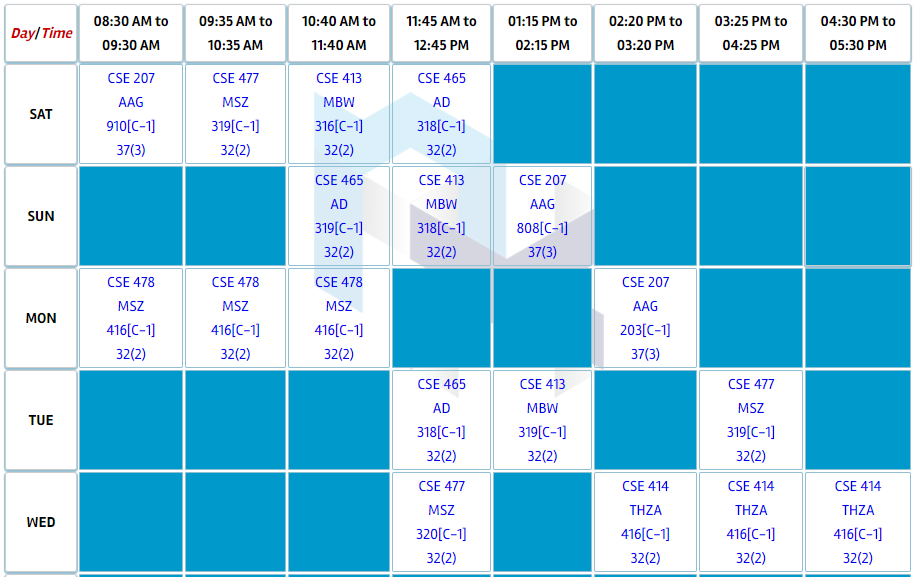 Day/Time
08:30 AM to
09:30 AM
09:35 AM to
10:35 AM
10:40 AM to
11:40 AM
11:45 AM to
12:45 PM
01:15 PM to
02:15 PM
02:20 PM to
03:20 PM
03:25 PM to
04:25 PM
04:30 PM to
05:30 PM
SAT
CSE 207
AAG
910[C-1]
37(3)
CSE 477
MSZ
319[C-1]
32(2)
CSE 413
MBW
316[C-1]
32(2)
CSE 465
AD
318[C-1]
32(2)
SUN
CSE 465
AD
319[C-1]
32(2)
CSE 413
MBW
318[C-1]
32(2)
CSE 207
AAG
808[C-1]
37(3)
MON
CSE 478
MSZ
416[C-1]
32(2)
CSE 478
MSZ
416[C-1]
32(2)
CSE 478
MSZ
416[C-1]
32(2)
CSE 207
AAG
203[C-1]
37(3)
TUE
CSE 465
AD
318[C-1]
32(2)
CSE 413
MBW
319[C-1]
32(2)
CSE 477
MSZ
319[C-1]
32(2)
WED
CSE 477
MSZ
320[C-1]
32(2)
CSE 414
THZA
416[C-1]
32(2)
CSE 414
THZA
416[C-1]
32(2)
CSE 414
THZA
416[C-1]
32(2)